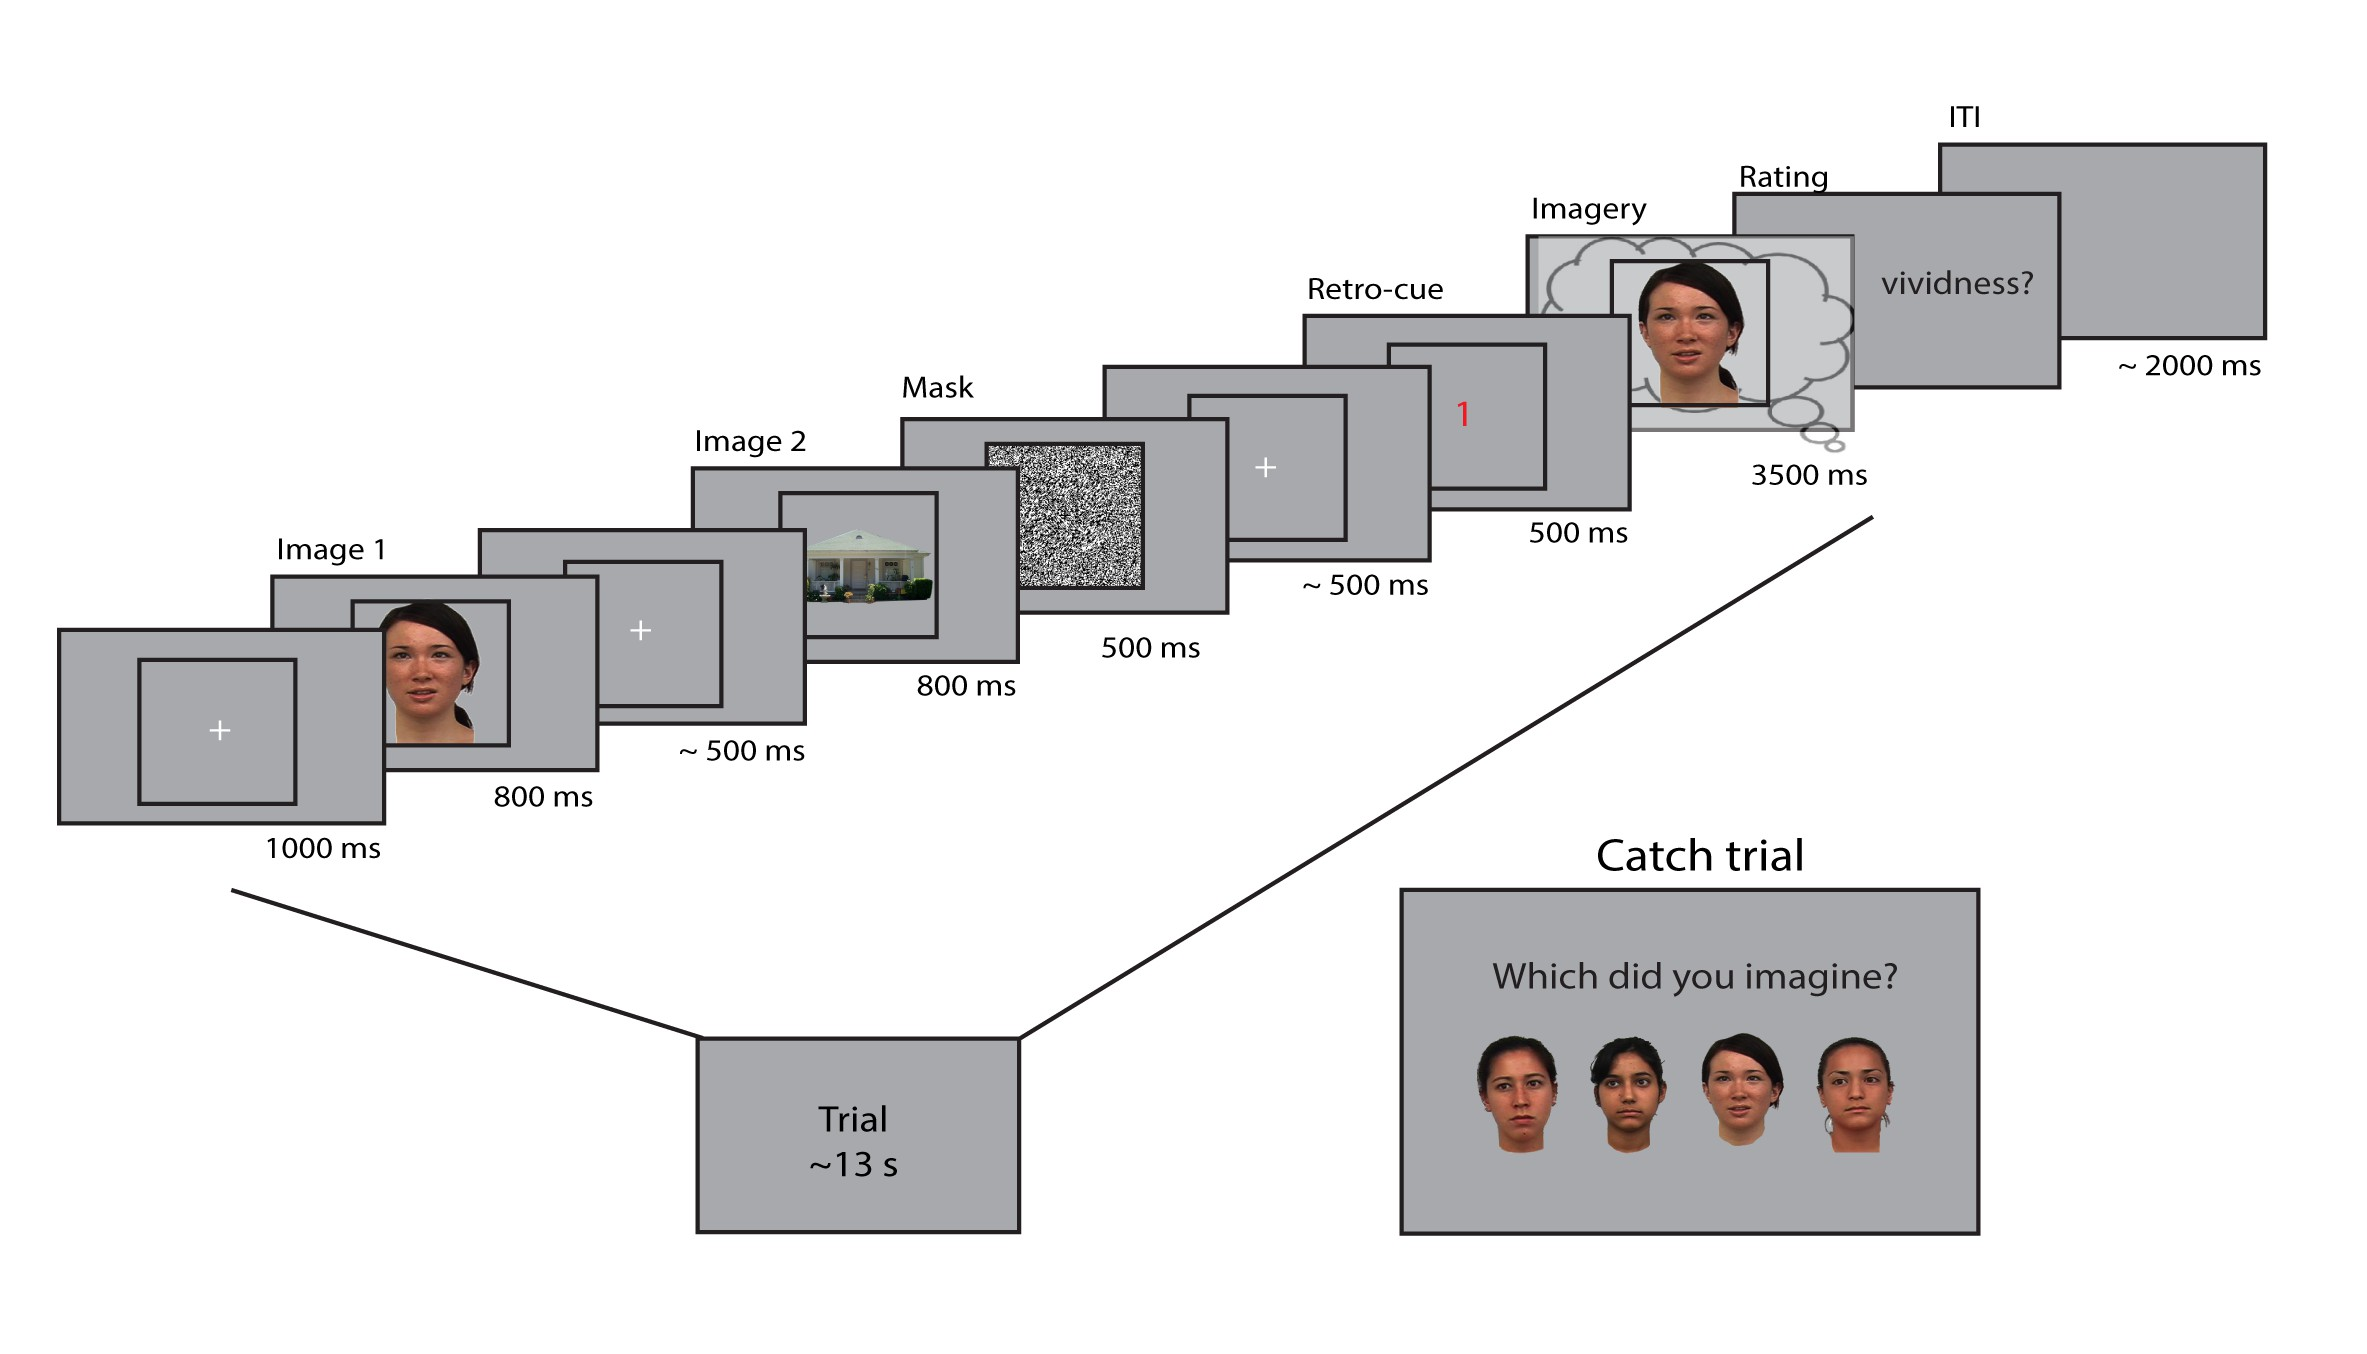 ITI
Rating
Imagery
vividness?
Retro-cue
~ 2000 ms
Mask
1
Image 2
3500 ms
500 ms
Image 1
~ 500 ms
500 ms
800 ms
~ 500 ms
800 ms
1000 ms
Catch trial
Which did you imagine?
Trial
~13 s